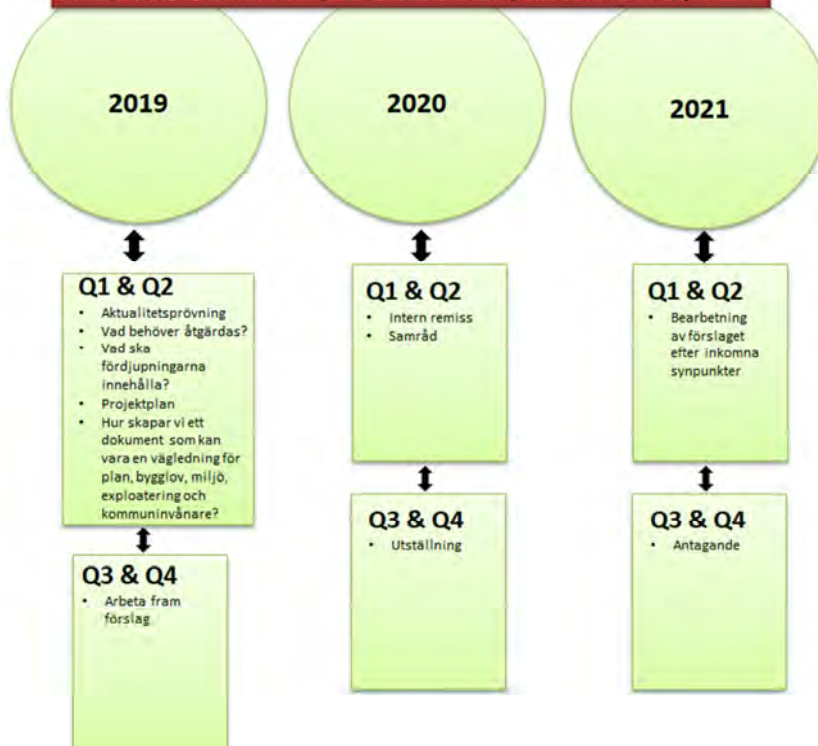 2019
Q1 & Q2
• Aktualitetsprövning
• Vad behöver åtgärdas?
• Vad ska
fördjupningarna
innehålla?
• Projektplan
• Hur skapar vi ett
dokument som kan
vara en vägledning för
plan, bygglov, miljö,
exploatering och
kommuninvånare?
Q3 & Q4
• Arbeta fram
förslag
2020
Q1 & Q2
• Intern remiss
• Samråd
Q3 & Q4
• Utställning
2021
Q1 & Q2
• Bearbetning
av förslaget
efter inkomna
synpunkter
Q3 & Q4
• Antagande